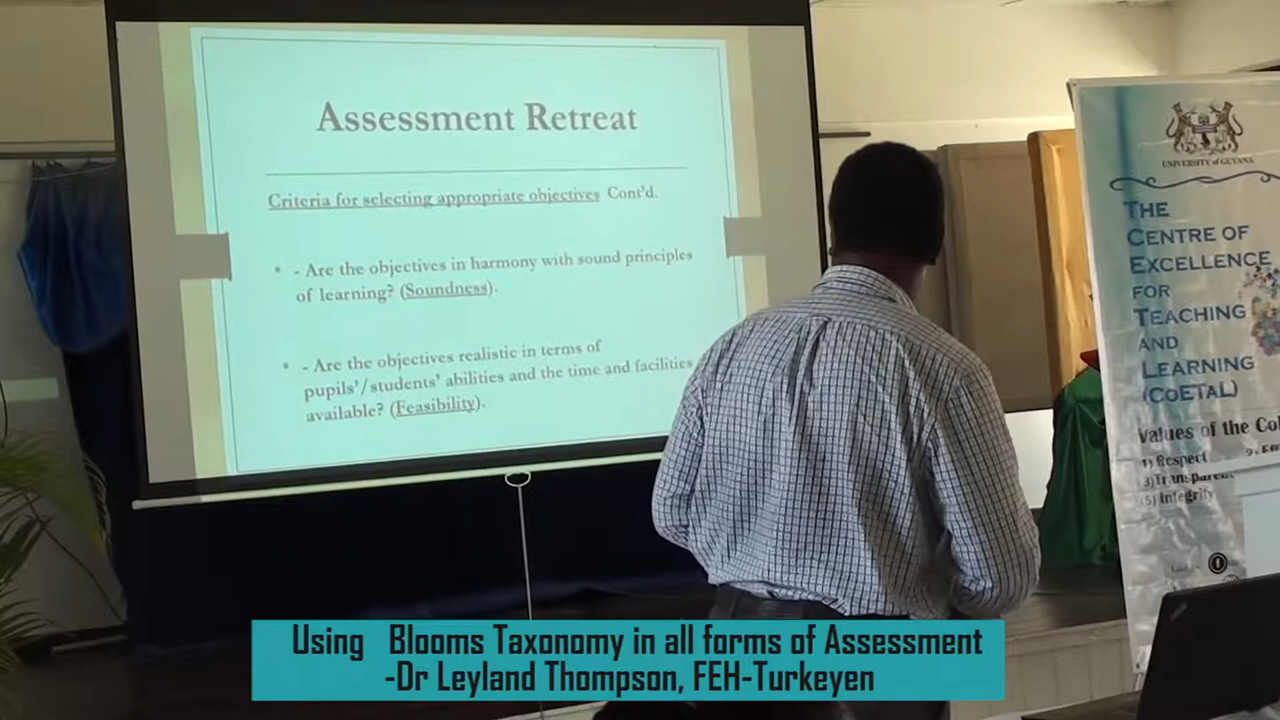 Assessment Retreat
Criteria for selecting appropriate objectives Cont'd.
• - Are the objectives in harmony with sound principles
of learning? (Soundness).
• - Are the objectives realistic in terms of
pupils'/students' abilities and the time and facilities
available? (Feasibility).
UNIVERSITY of GUYANA
THE
CENTRE OF
EXCELLENCE
FOR
TEACHING
AND
LEARNING
(COETAL)
Values of the
1) Respect
5) Integrity
Using Blooms Taxonomy in all forms of Assessment
-Dr Leyland Thompson, FEH-Turkeyen